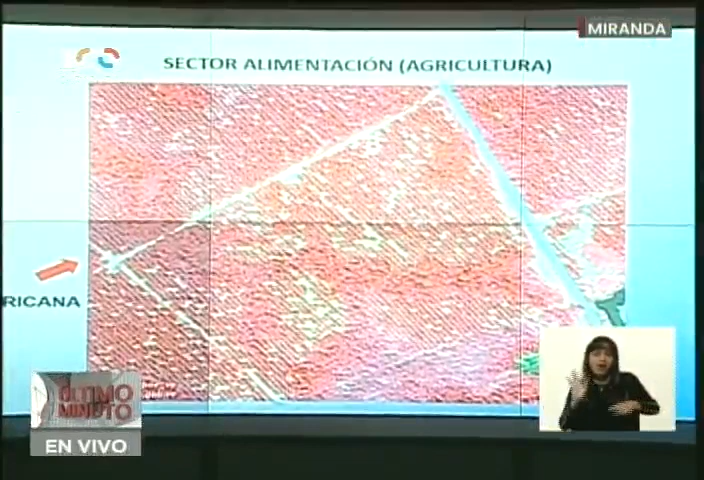 MIRANDA
SECTOR ALIMENTACIÓN (AGRICULTURA)
RICANA
ÚLTIMO
MINUTO
EN VIVO